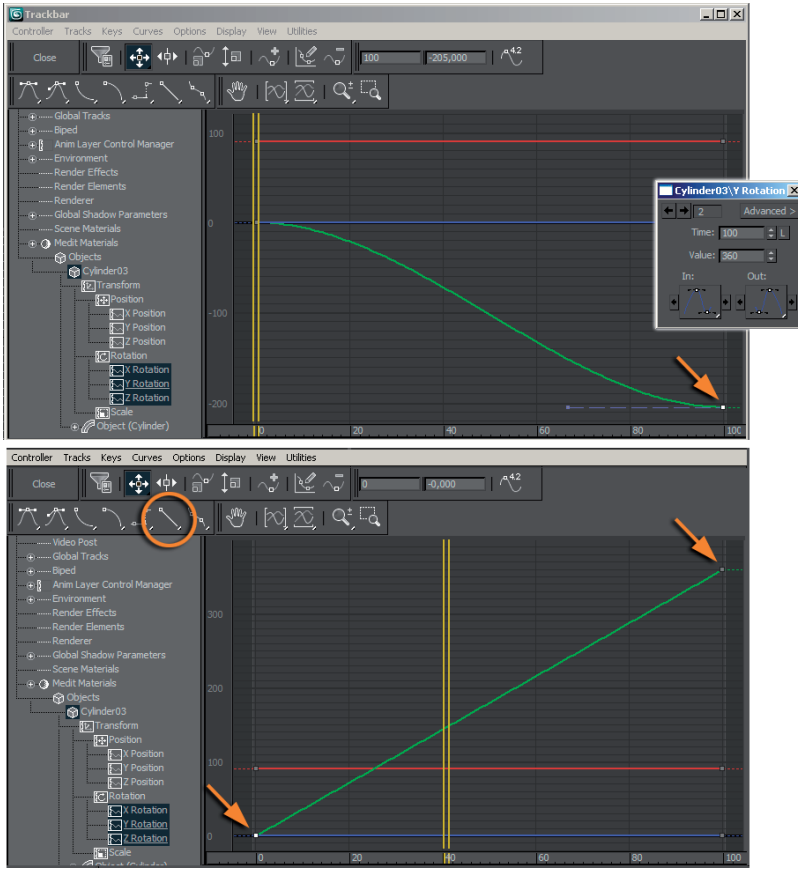 Trackbar
Controller Tracks Keys Curves Options Display View Utilities
Close 100 -205,000 4.2
Global Tracks
Biped
Anim Layer Control Manager
Environment
Render Effects
Render Elements
Renderer
Global Shadow Parameters
Scene Materials
Medit Materials
Objects
Cylinder03
Transform
Position
X Position
Y Position
Z Position
Rotation
X Rotation
Y Rotation
Z Rotation
Scale
Object (Cylinder)
100
0
-100
-200
0 20 40 60 80 100
Cylinder03\Y Rotation
2 Advanced >
Time: 100 L
Value: 360
In: Out:
Controller Tracks Keys Curves Options Display View Utilities
Close 0 -0,000 4.2
Video Post
Global Tracks
Biped
Anim Layer Control Manager
Environment
Render Effects
Render Elements
Renderer
Global Shadow Parameters
Scene Materials
Medit Materials
Objects
Cylinder03
Transform
Position
X Position
Y Position
Z Position
Rotation
X Rotation
Y Rotation
Z Rotation
Scale
Object (Cylinder)
300
200
100
0
0 20 40 60 80 100